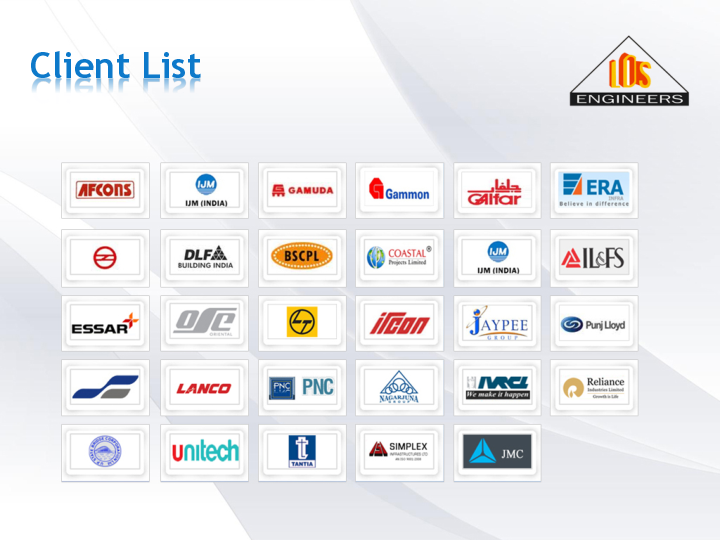 Client List
IOS
ENGINEERS
AFCONS
IJM
IJM (INDIA)
GAMUDA
Gammon
جلفار
GAlfar
ERA
INFRA
Believe in difference
DLF
BUILDING INDIA
BSCPL
COASTAL®
Projects Limited
IJM
IJM (INDIA)
IL&FS
ESSAR
OSE
ORIENTAL
ircon
JAYPEE
GROUP
Punj Lloyd
LANCO
PNC
PNC
NAGARJUNA
GROUP
IVRCL
We make it happen
Reliance
Industries Limited
Growth is Life
unitech
TANTIA
SIMPLEX
INFRASTRUCTURES LTD
JMC